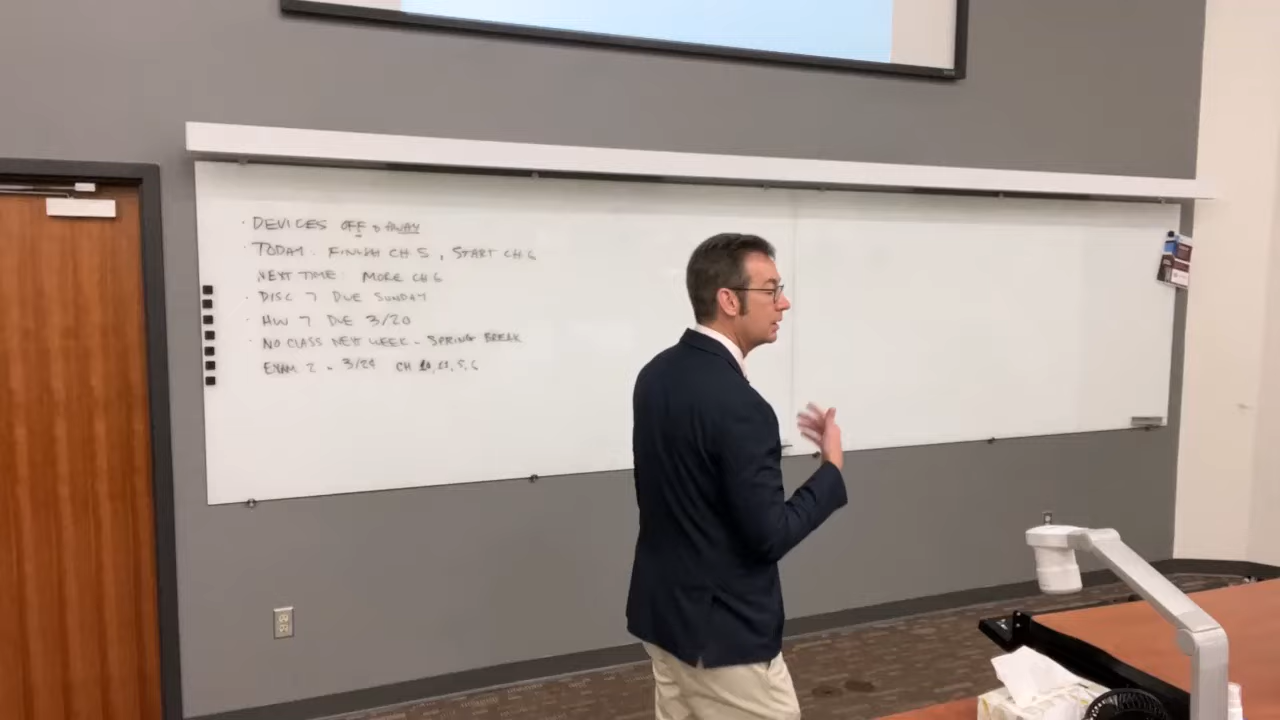 · DEVICES OFF & AWAY
· TODAY: FINISH CH 5, START CH 6
NEXT TIME: MORE CH 6
· DISC 7 DUE SUNDAY
· HW 7 DUE 3/20
· NO CLASS NEXT WEEK - SPRING BREAK
EXAM 2 - 3/24 CH 5, 6